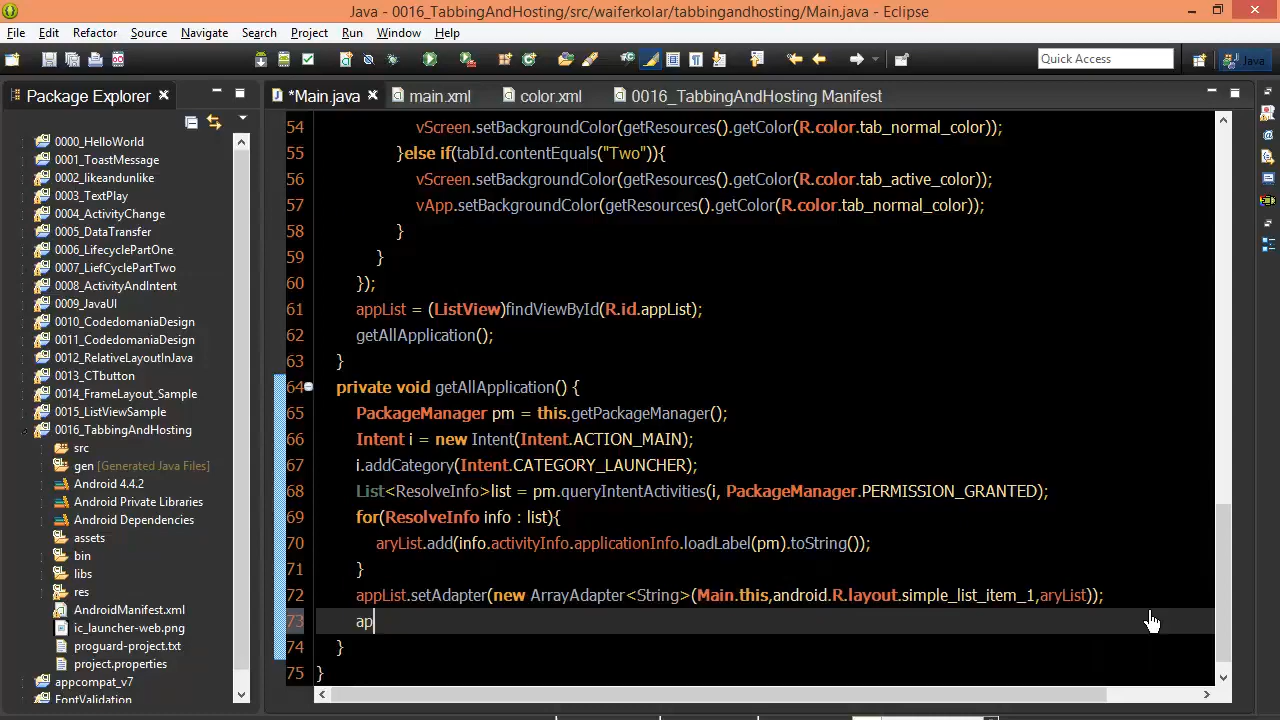 Java - 0016_TabbingAndHosting/src/waiferkolar/tabbingandhosting/Main.java - Eclipse
File Edit Refactor Source Navigate Search Project Run Window Help
Quick Access
Java
Package Explorer
*Main.java main.xml color.xml 0016_TabbingAndHosting Manifest
0000_HelloWorld
0001_ToastMessage
0002_likeandunlike
0003_TextPlay
0004_ActivityChange
0005_DataTransfer
0006_LifecyclePartOne
0007_LiefCyclePartTwo
0008_ActivityAndIntent
0009_JavaUI
0010_CodedomaniaDesign
0011_CodedomaniaDesign
0012_RelativeLayoutInJava
0013_CTbutton
0014_FrameLayout_Sample
0015_ListViewSample
0016_TabbingAndHosting
src
gen [Generated Java Files]
Android 4.4.2
Android Private Libraries
Android Dependencies
assets
bin
libs
res
AndroidManifest.xml
ic_launcher-web.png
proguard-project.txt
project.properties
appcompat_v7
FontValidation
54 vScreen.setBackgroundColor(getResources().getColor(R.color.tab_normal_color));
55 }else if(tabId.contentEquals("Two")){
56 vScreen.setBackgroundColor(getResources().getColor(R.color.tab_active_color));
57 vApp.setBackgroundColor(getResources().getColor(R.color.tab_normal_color));
58 }
59 }
60 });
61 appList = (ListView)findViewById(R.id.appList);
62 getAllApplication();
63 }
64 private void getAllApplication() {
65 PackageManager pm = this.getPackageManager();
66 Intent i = new Intent(Intent.ACTION_MAIN);
67 i.addCategory(Intent.CATEGORY_LAUNCHER);
68 List<ResolveInfo>list = pm.queryIntentActivities(i, PackageManager.PERMISSION_GRANTED);
69 for(ResolveInfo info : list){
70 aryList.add(info.activityInfo.applicationInfo.loadLabel(pm).toString());
71 }
72 appList.setAdapter(new ArrayAdapter<String>(Main.this,android.R.layout.simple_list_item_1,aryList));
73 ap
74 }
75 }